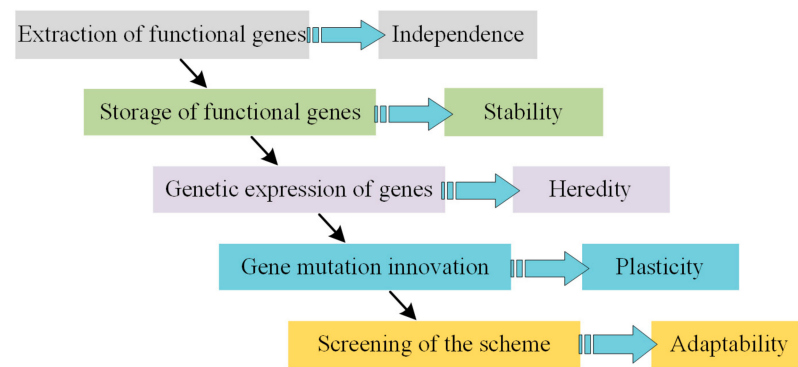 Extraction of functional genes
Independence
Storage of functional genes
Stability
Genetic expression of genes
Heredity
Gene mutation innovation
Plasticity
Screening of the scheme
Adaptability